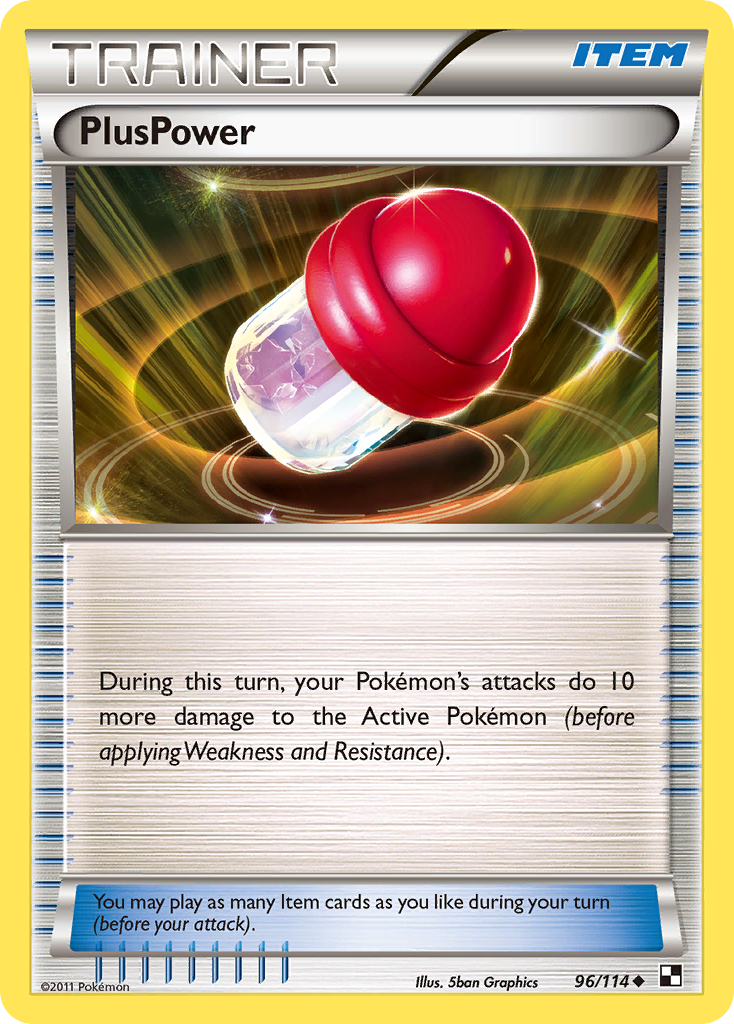 TRAINER
ITEM
PlusPower
During this turn, your Pokémon's attacks do 10
more damage to the Active Pokémon (before
applying Weakness and Resistance).
You may play as many Item cards as you like during your turn
(before your attack).
©2011 Pokémon
Illus. 5ban Graphics
96/114